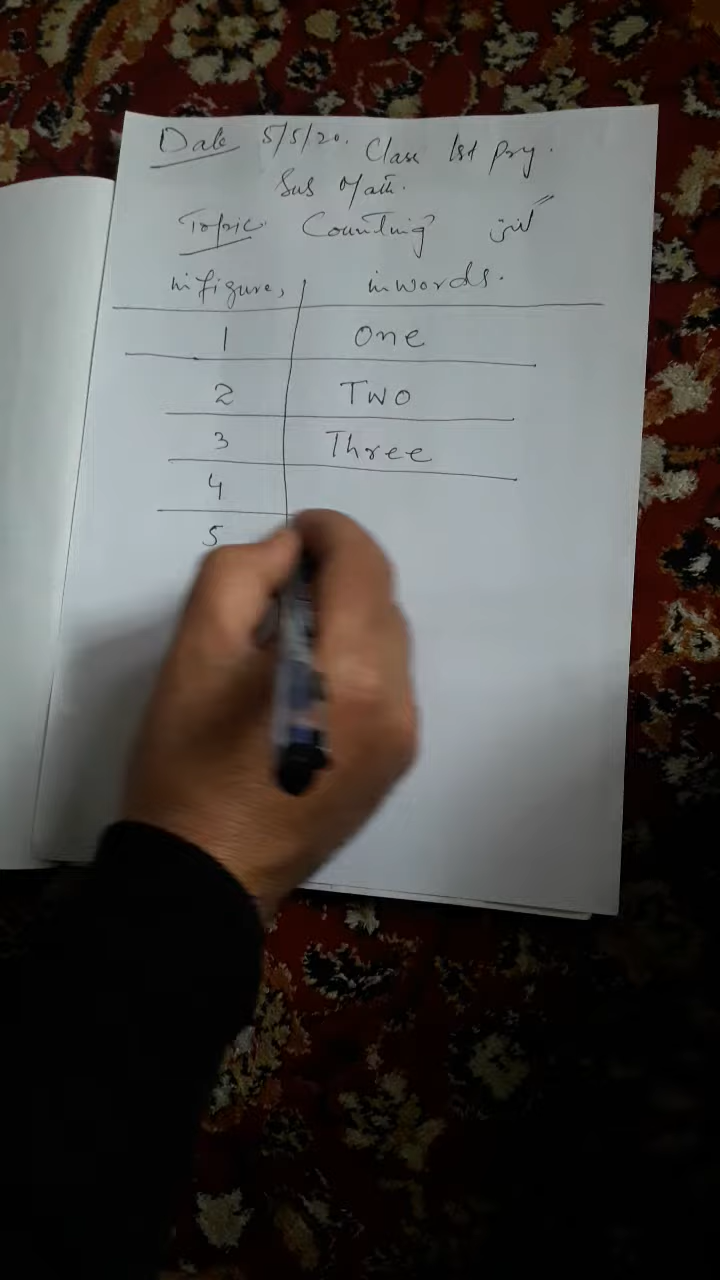 Date 5/5/20. Class 1st Pry.
Sub Math.
Topic. Counting گنتی
in figure, in words.
1 One
2 Two
3 Three
4
5